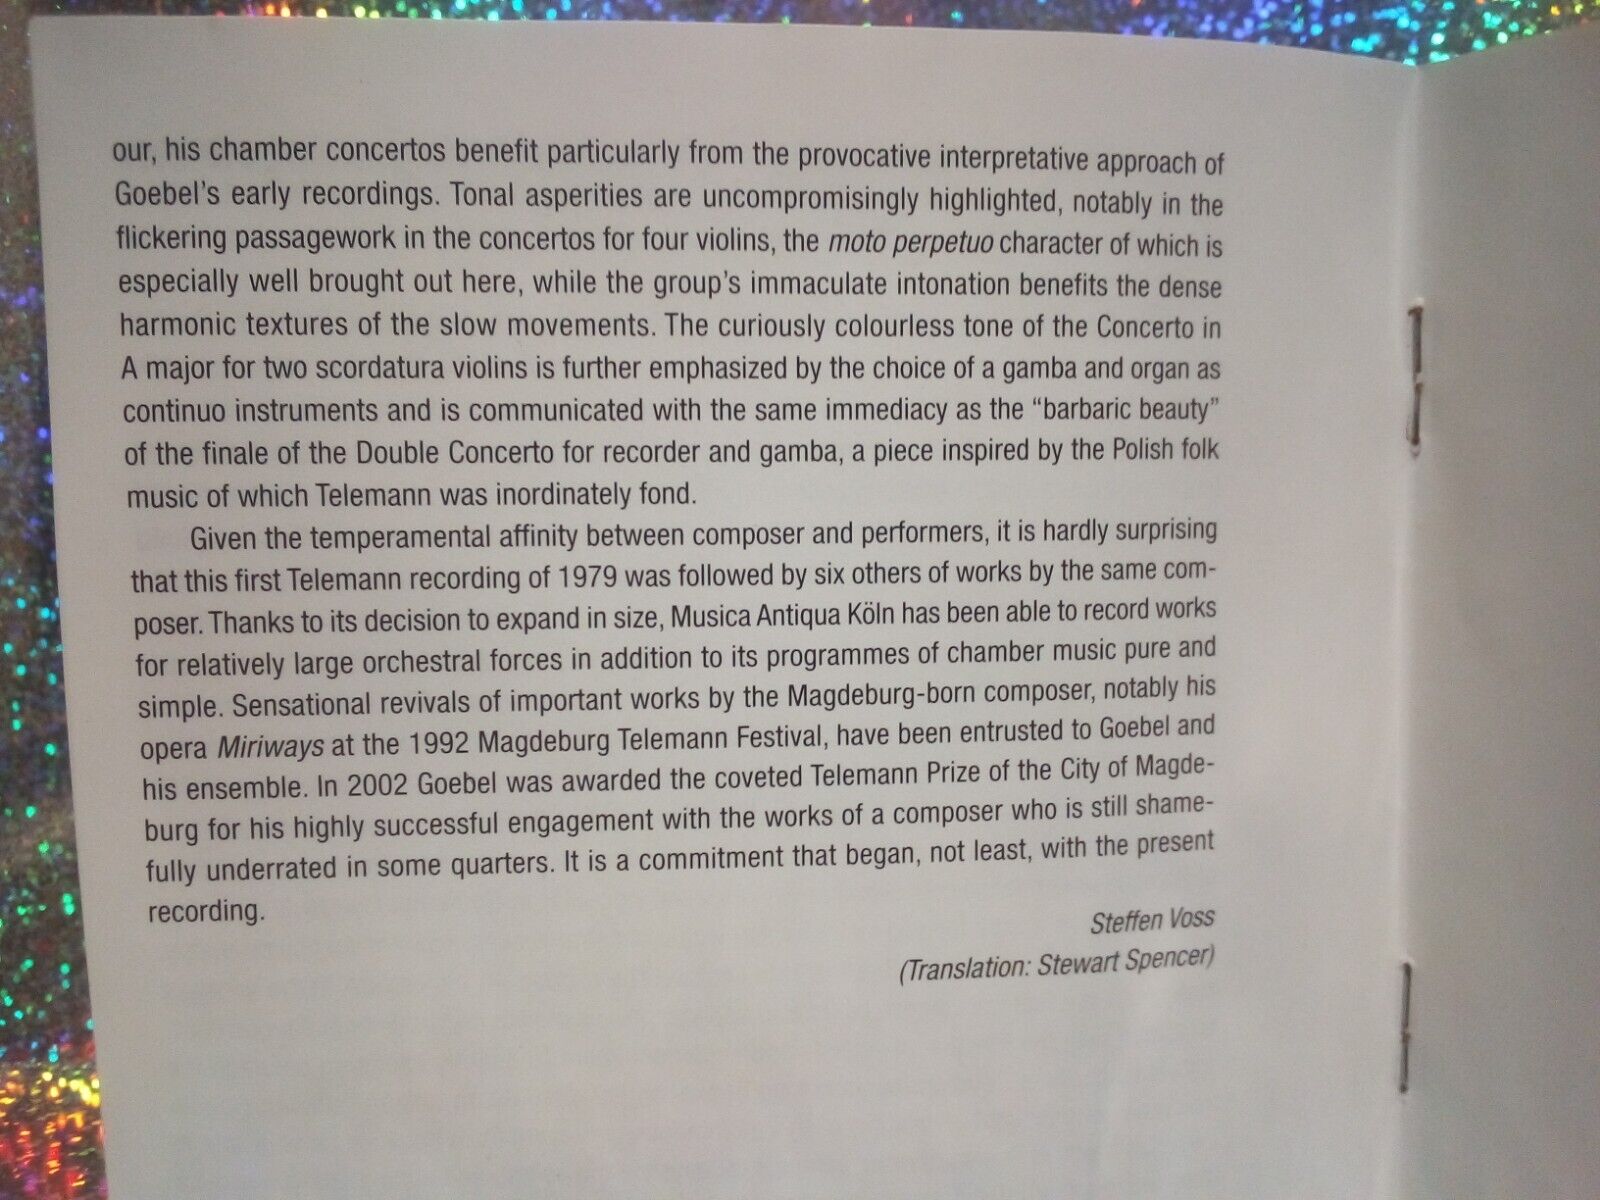 our, his chamber concertos benefit particularly from the provocative interpretative approach of
Goebel's early recordings. Tonal asperities are uncompromisingly highlighted, notably in the
flickering passagework in the concertos for four violins, the moto perpetuo character of which is
especially well brought out here, while the group's immaculate intonation benefits the dense
harmonic textures of the slow movements. The curiously colourless tone of the Concerto in
A major for two scordatura violins is further emphasized by the choice of a gamba and organ as
continuo instruments and is communicated with the same immediacy as the “barbaric beauty”
of the finale of the Double Concerto for recorder and gamba, a piece inspired by the Polish folk
music of which Telemann was inordinately fond.
Given the temperamental affinity between composer and performers, it is hardly surprising
that this first Telemann recording of 1979 was followed by six others of works by the same com-
poser. Thanks to its decision to expand in size, Musica Antiqua Köln has been able to record works
for relatively large orchestral forces in addition to its programmes of chamber music pure and
simple. Sensational revivals of important works by the Magdeburg-born composer, notably his
opera Miriways at the 1992 Magdeburg Telemann Festival, have been entrusted to Goebel and
his ensemble. In 2002 Goebel was awarded the coveted Telemann Prize of the City of Magde-
burg for his highly successful engagement with the works of a composer who is still shame-
fully underrated in some quarters. It is a commitment that began, not least, with the present
recording.
Steffen Voss
(Translation: Stewart Spencer)